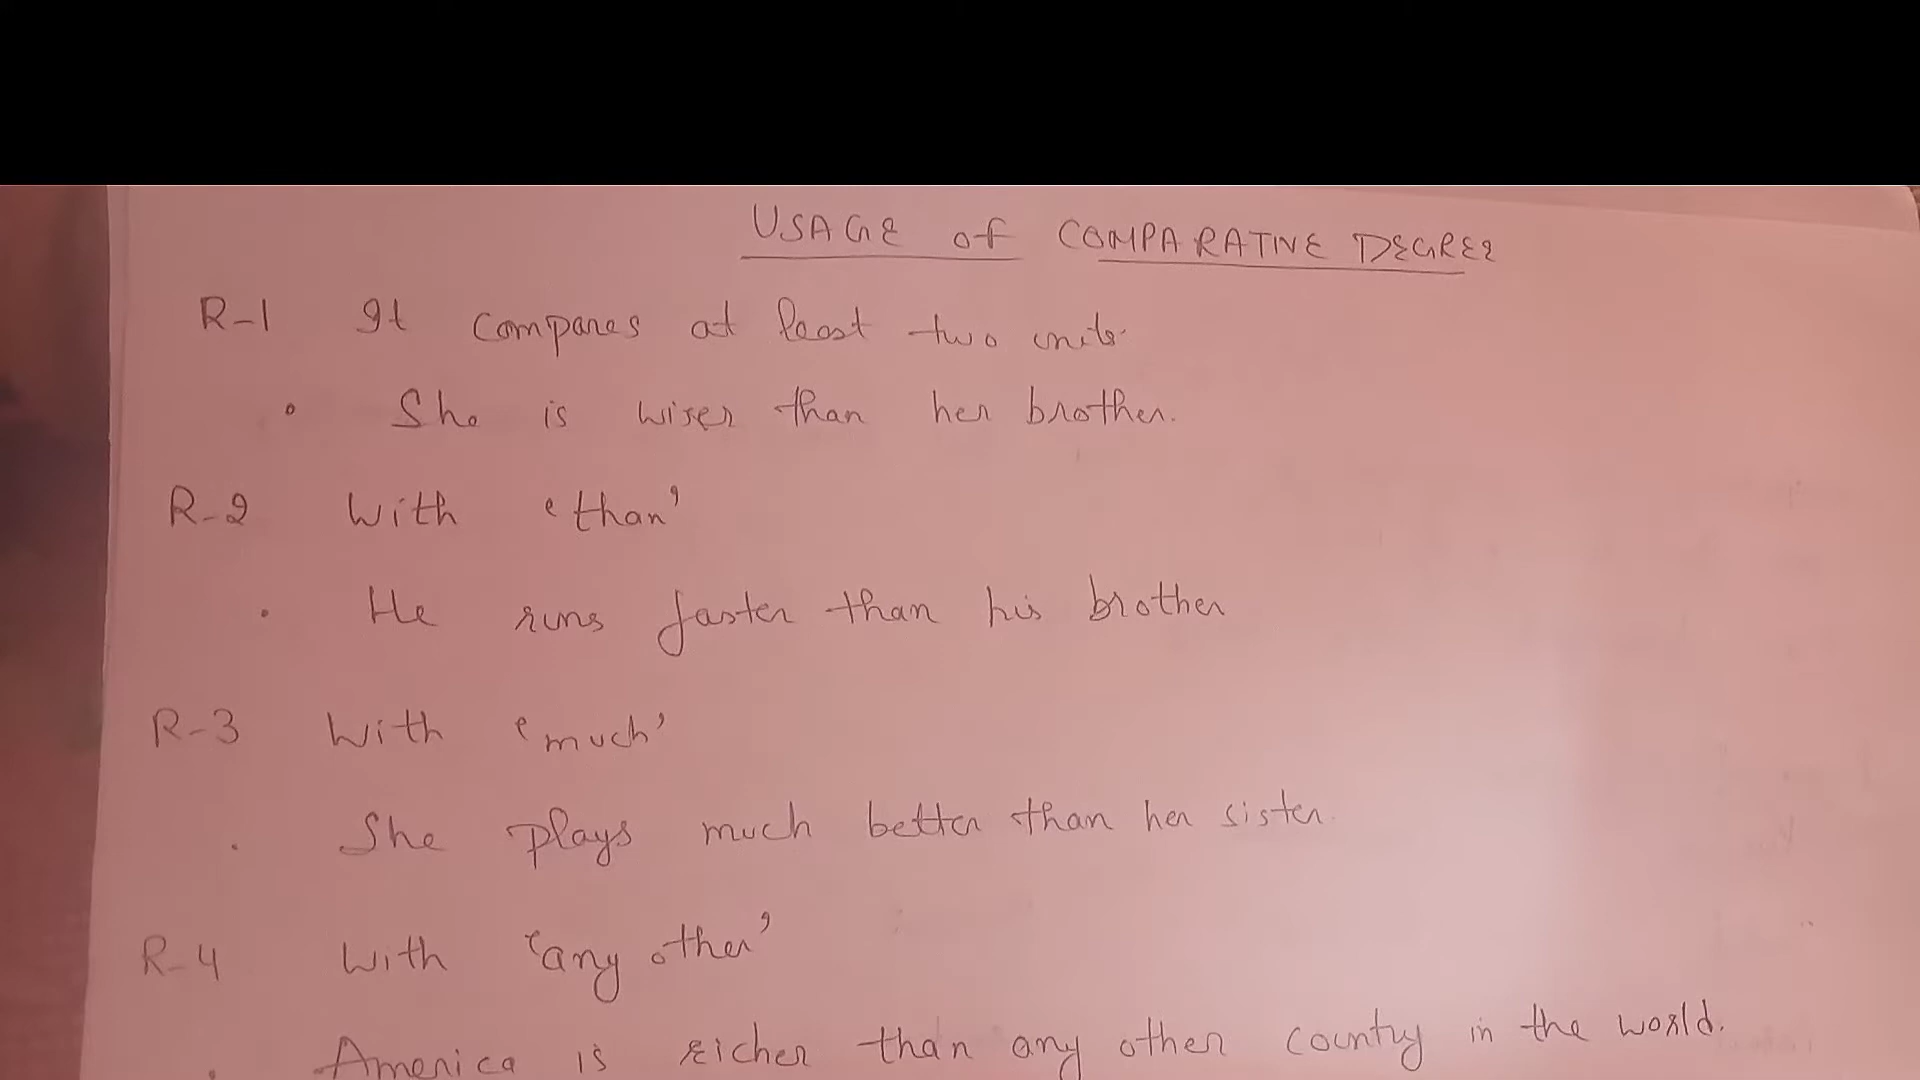 USAGE of COMPARATIVE DEGREE
R-1 It compares at least two units
• She is wiser than her brother.
R-2 With 'than'
• He runs faster than his brother
R-3 With 'much'
• She plays much better than her sister.
R-4 With 'any other'
• America is richer than any other country in the world.